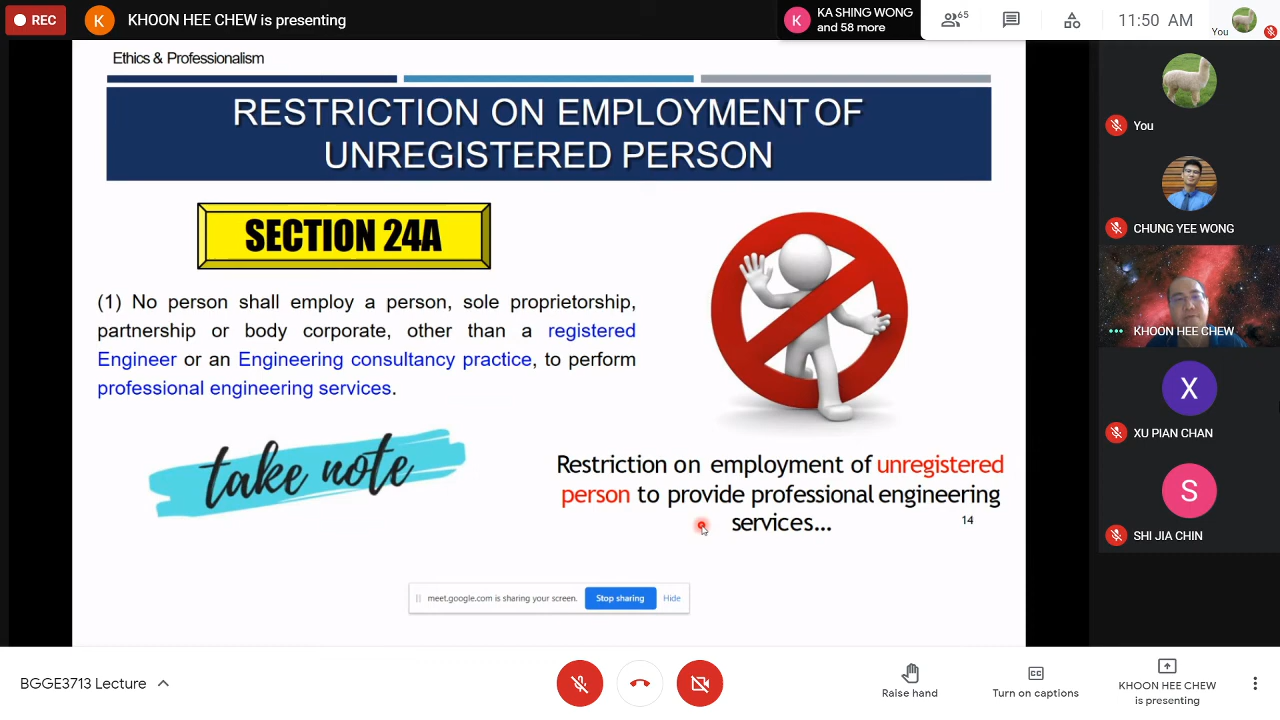 REC
K
KHOON HEE CHEW is presenting
K
KA SHING WONG
and 58 more
65
11:50 AM
You
Ethics & Professionalism
RESTRICTION ON EMPLOYMENT OF
UNREGISTERED PERSON
SECTION 24A
(1) No person shall employ a person, sole proprietorship,
partnership or body corporate, other than a registered
Engineer or an Engineering consultancy practice, to perform
professional engineering services.
take note
Restriction on employment of unregistered
person to provide professional engineering
services...
14
meet.google.com is sharing your screen.
Stop sharing
Hide
You
CHUNG YEE WONG
KHOON HEE CHEW
X
XU PIAN CHAN
S
SHI JIA CHIN
BGGE3713 Lecture
Raise hand
CC
Turn on captions
KHOON HEE CHEW
is presenting